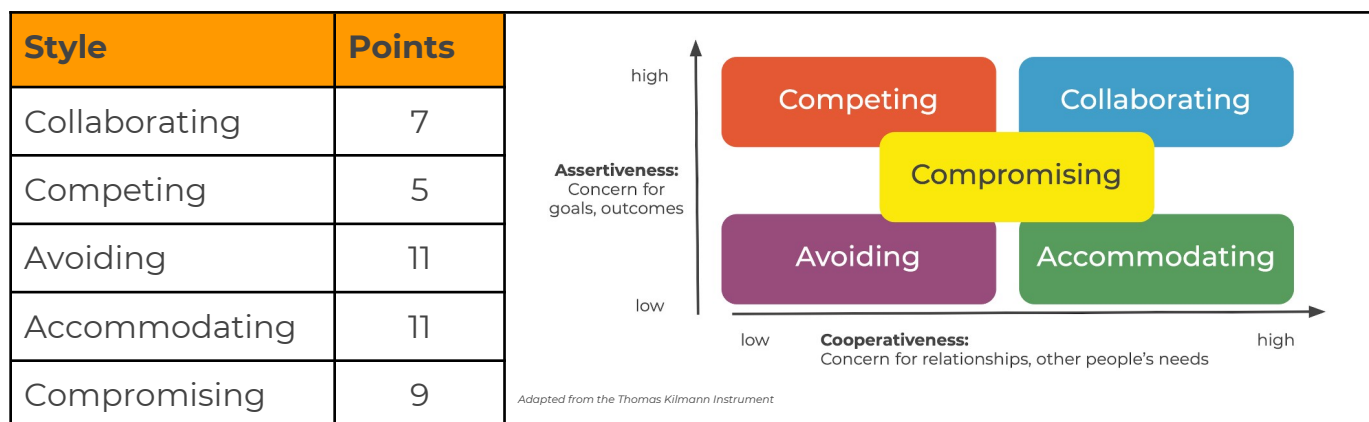 Style Points
Collaborating 7
Competing 5
Avoiding 11
Accommodating 11
Compromising 9
high
Competing Collaborating
Assertiveness:
Concern for
goals, outcomes
Compromising
Avoiding Accommodating
low
low Cooperativeness: high
Concern for relationships, other people's needs
Adapted from the Thomas Kilmann Instrument